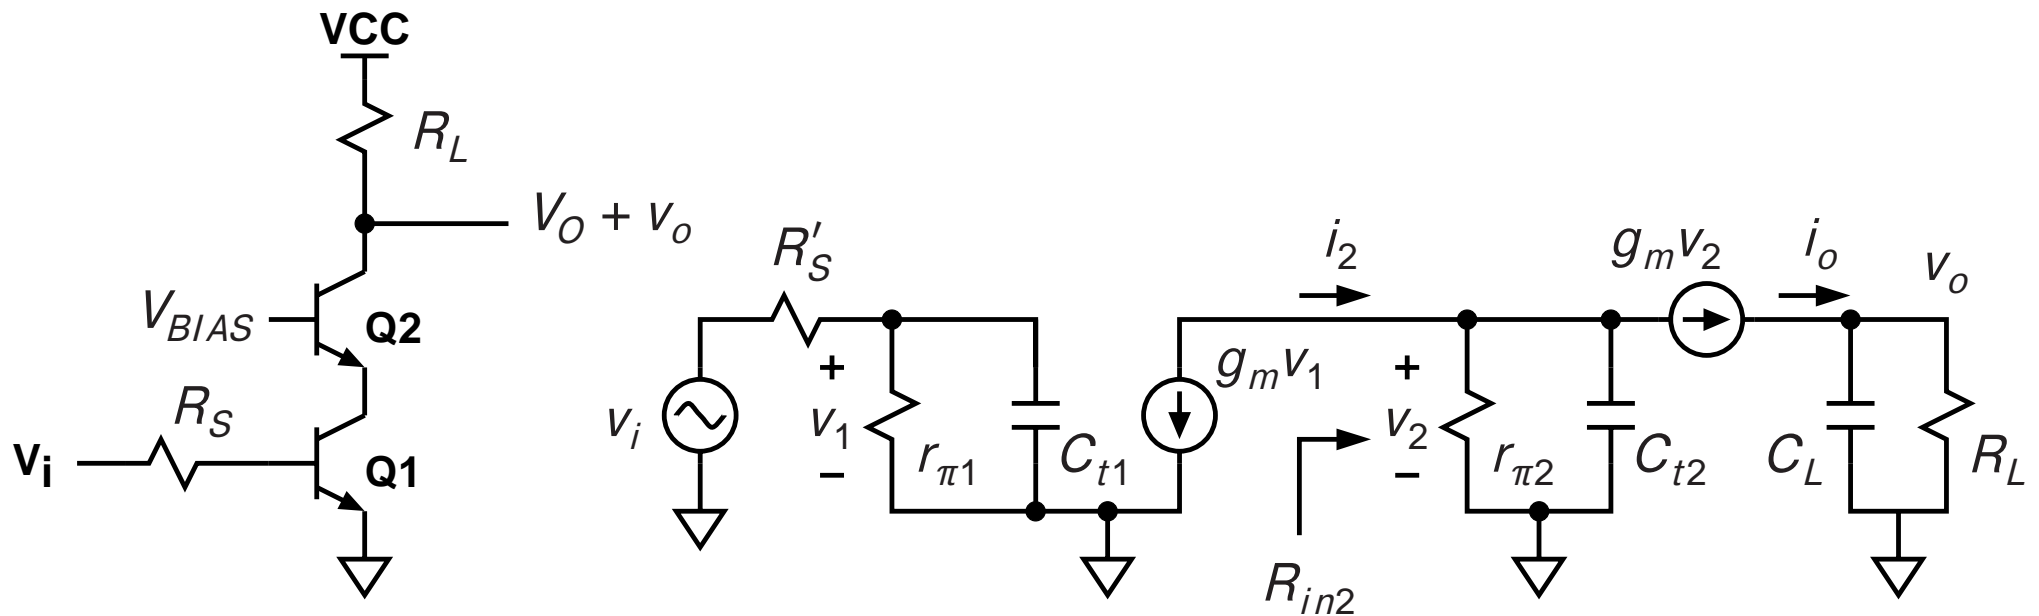 VCC
R_L
V_O + v_o
V_BIAS
Q2
R_S
V_i
Q1
R'_S
v_i
+
v_1
−
r_π1
C_t1
g_m v_1
i_2
R_in2
+
v_2
−
r_π2
C_t2
g_m v_2
i_o
v_o
C_L
R_L